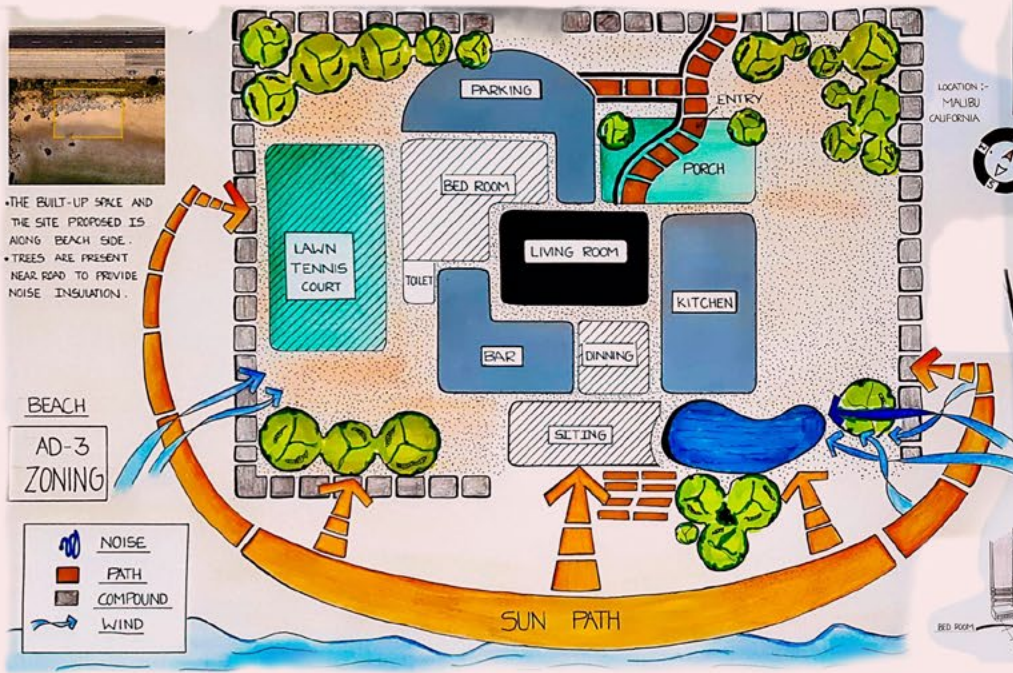 PARKING
ENTRY
PORCH
LOCATION :-
MALIBU
CALIFORNIA
S
BED ROOM
•THE BUILT-UP SPACE AND
THE SITE PROPOSED IS
ALONG BEACH SIDE.
•TREES ARE PRESENT
NEAR ROAD TO PROVIDE
NOISE INSULATION.
LAWN
TENNIS
COURT
LIVING ROOM
TOILET
KITCHEN
BAR
DINNING
SITING
BEACH
AD-3
ZONING
NOISE
PATH
COMPOUND
WIND
SUN PATH
BED ROOM